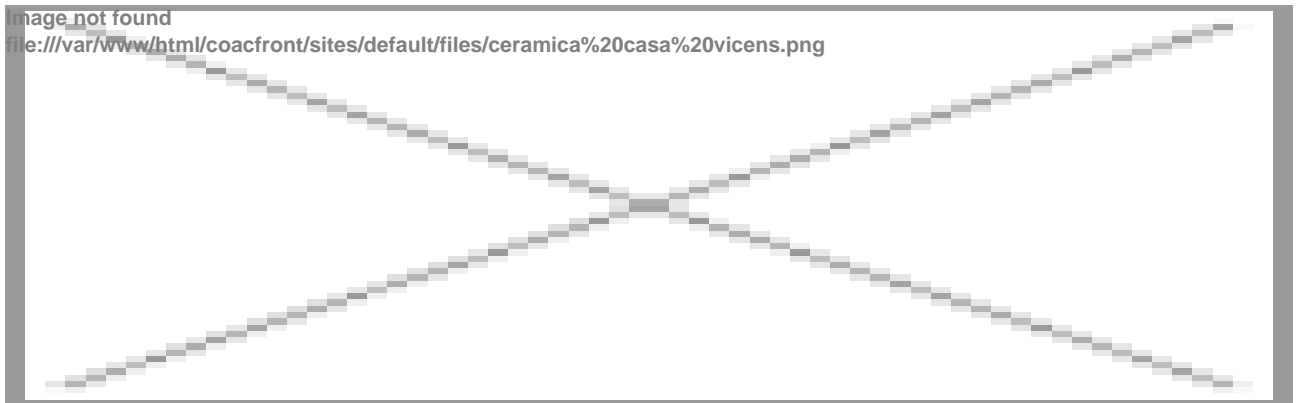 Image not found
file:///var/www/html/coacfront/sites/default/files/ceramica%20casa%20vicens.png